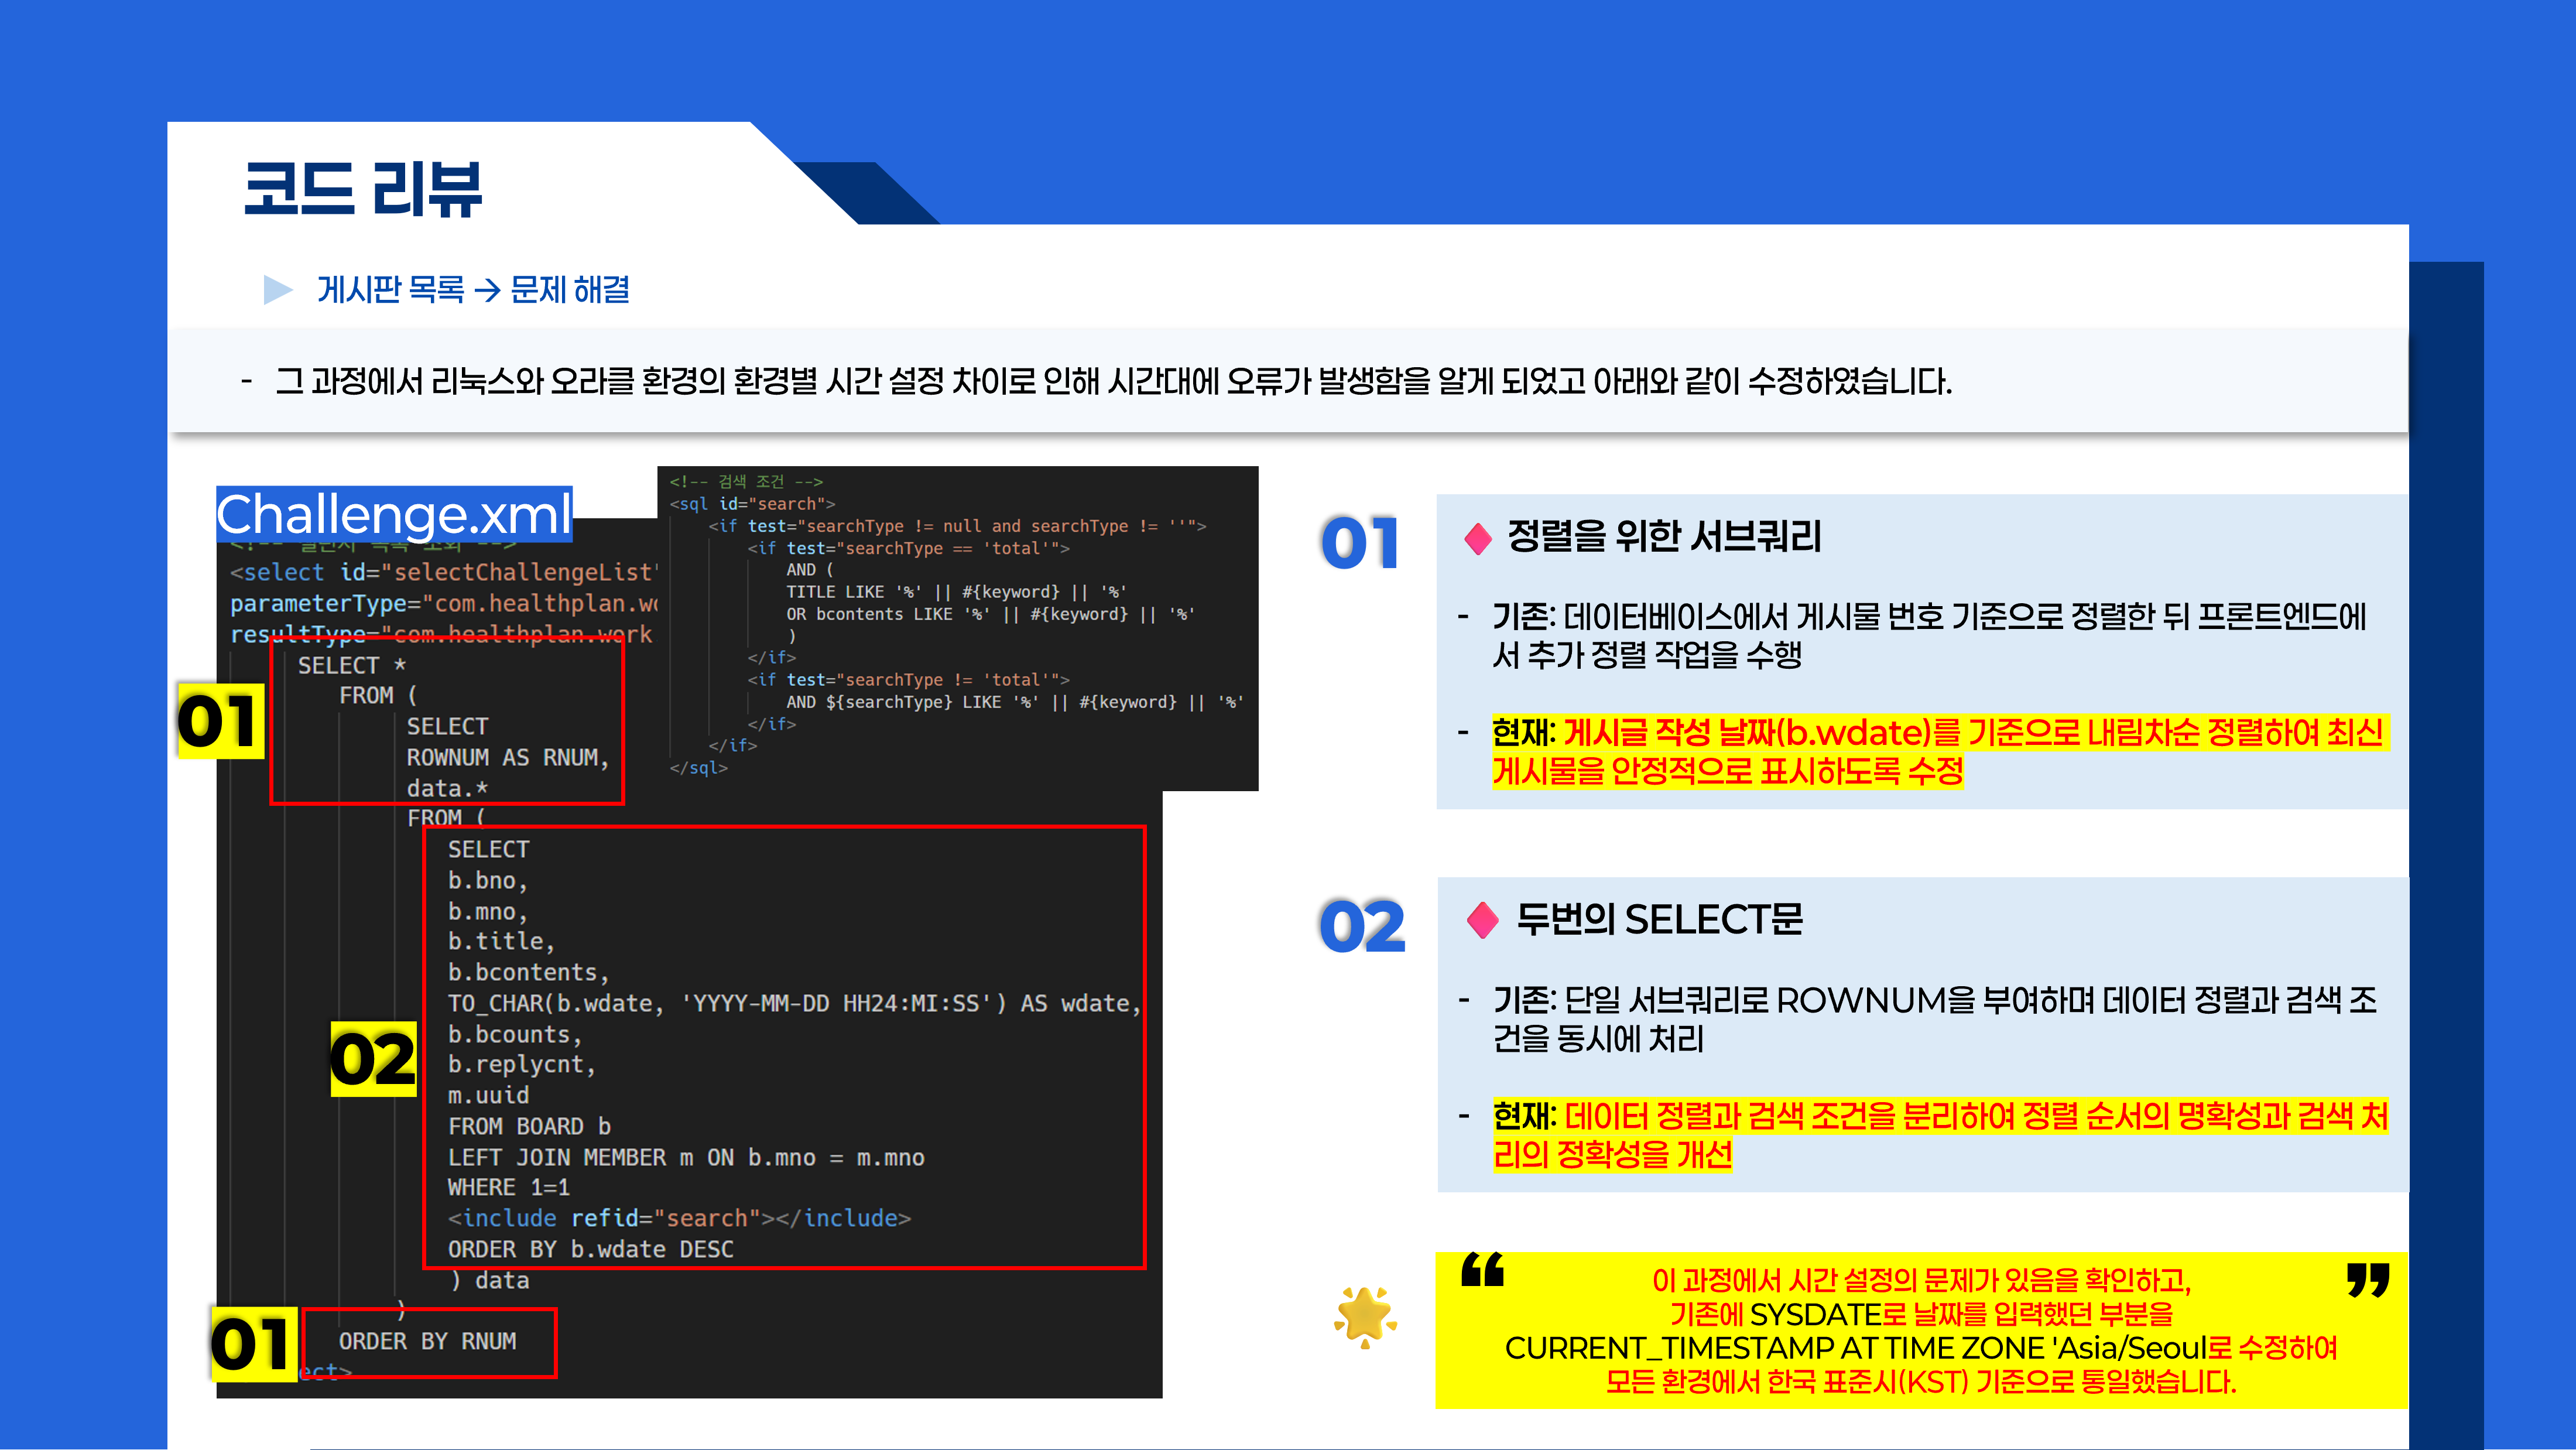 코드 리뷰
게시판 목록 → 문제 해결
- 그 과정에서 리눅스와 오라클 환경의 환경별 시간 설정 차이로 인해 시간대에 오류가 발생함을 알게 되었고 아래와 같이 수정하였습니다.
Challenge.xml
<select id="selectChallengeList"
parameterType="com.healthplan.wo
resultType="com.healthplan.work
01
SELECT *
FROM (
SELECT
ROWNUM AS RNUM,
data.*
FROM (
02
SELECT
b.bno,
b.mno,
b.title,
b.bcontents,
TO_CHAR(b.wdate, 'YYYY-MM-DD HH24:MI:SS') AS wdate,
b.bcounts,
b.replycnt,
m.uuid
FROM BOARD b
LEFT JOIN MEMBER m ON b.mno = m.mno
WHERE 1=1
<include refid="search"></include>
ORDER BY b.wdate DESC
) data
)
01
ORDER BY RNUM
ect>
<!-- 검색 조건 -->
<sql id="search">
<if test="searchType != null and searchType != ''">
<if test="searchType == 'total'">
AND (
TITLE LIKE '%' || #{keyword} || '%'
OR bcontents LIKE '%' || #{keyword} || '%'
)
</if>
<if test="searchType != 'total'">
AND ${searchType} LIKE '%' || #{keyword} || '%'
</if>
</if>
</sql>
01
정렬을 위한 서브쿼리
- 기존: 데이터베이스에서 게시물 번호 기준으로 정렬한 뒤 프론트엔드에
서 추가 정렬 작업을 수행
- 현재: 게시글 작성 날짜(b.wdate)를 기준으로 내림차순 정렬하여 최신
게시물을 안정적으로 표시하도록 수정
02
두번의 SELECT문
- 기존: 단일 서브쿼리로 ROWNUM을 부여하며 데이터 정렬과 검색 조
건을 동시에 처리
- 현재: 데이터 정렬과 검색 조건을 분리하여 정렬 순서의 명확성과 검색 처
리의 정확성을 개선
“ 이 과정에서 시간 설정의 문제가 있음을 확인하고, ”
기존에 SYSDATE로 날짜를 입력했던 부분을
CURRENT_TIMESTAMP AT TIME ZONE 'Asia/Seoul로 수정하여
모든 환경에서 한국 표준시(KST) 기준으로 통일했습니다.